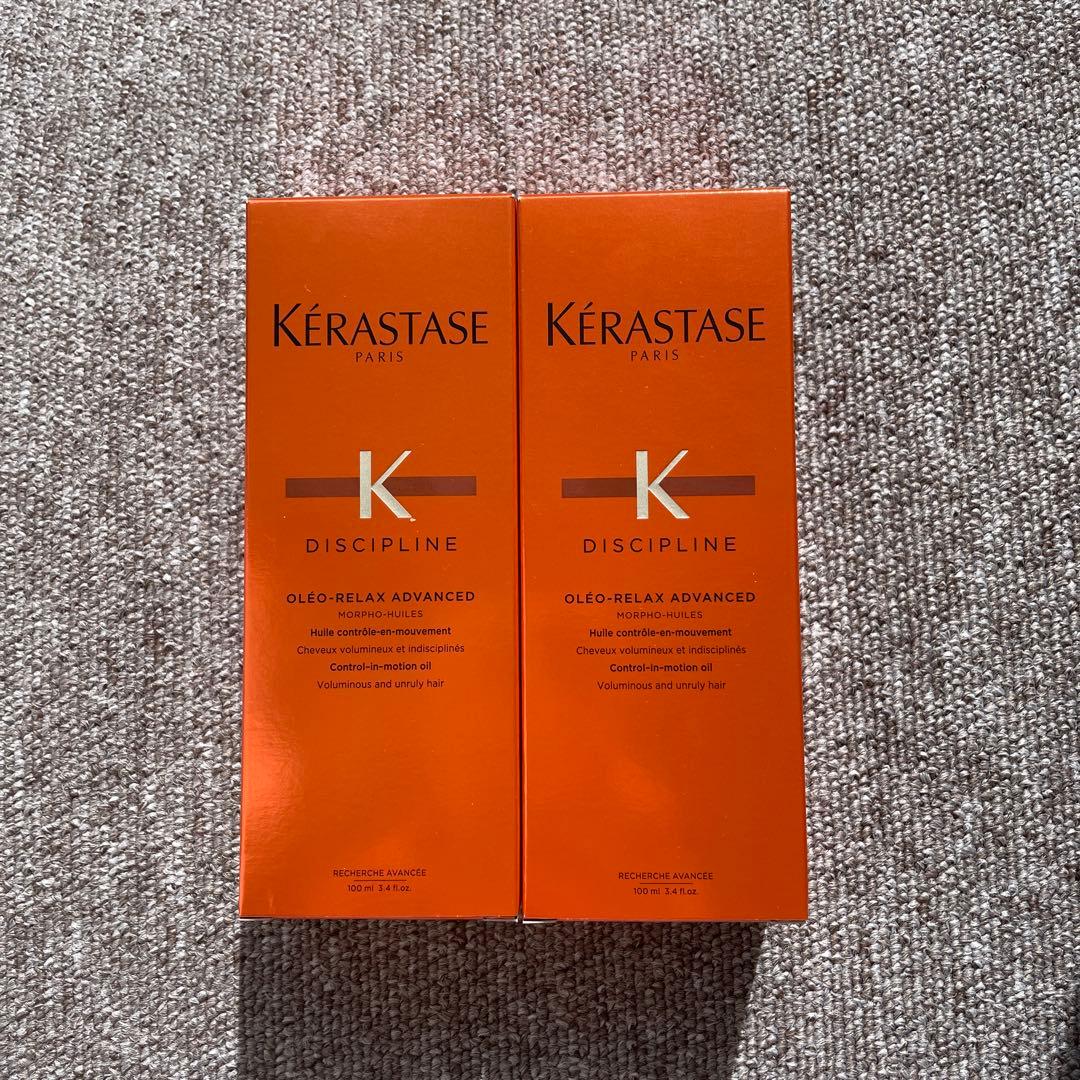 KÉRASTASE
PARIS
K
DISCIPLINE
OLÉO-RELAX ADVANCED
MORPHO-HUILES
Huile contrôle-en-mouvement
Cheveux volumineux et indisciplinés
Control-in-motion oil
Voluminous and unruly hair
RECHERCHE AVANCÉE
100 ml 3.4 fl.oz.
KÉRASTASE
PARIS
K
DISCIPLINE
OLÉO-RELAX ADVANCED
MORPHO-HUILES
Huile contrôle-en-mouvement
Cheveux volumineux et indisciplinés
Control-in-motion oil
Voluminous and unruly hair
RECHERCHE AVANCÉE
100 ml 3.4 fl.oz.